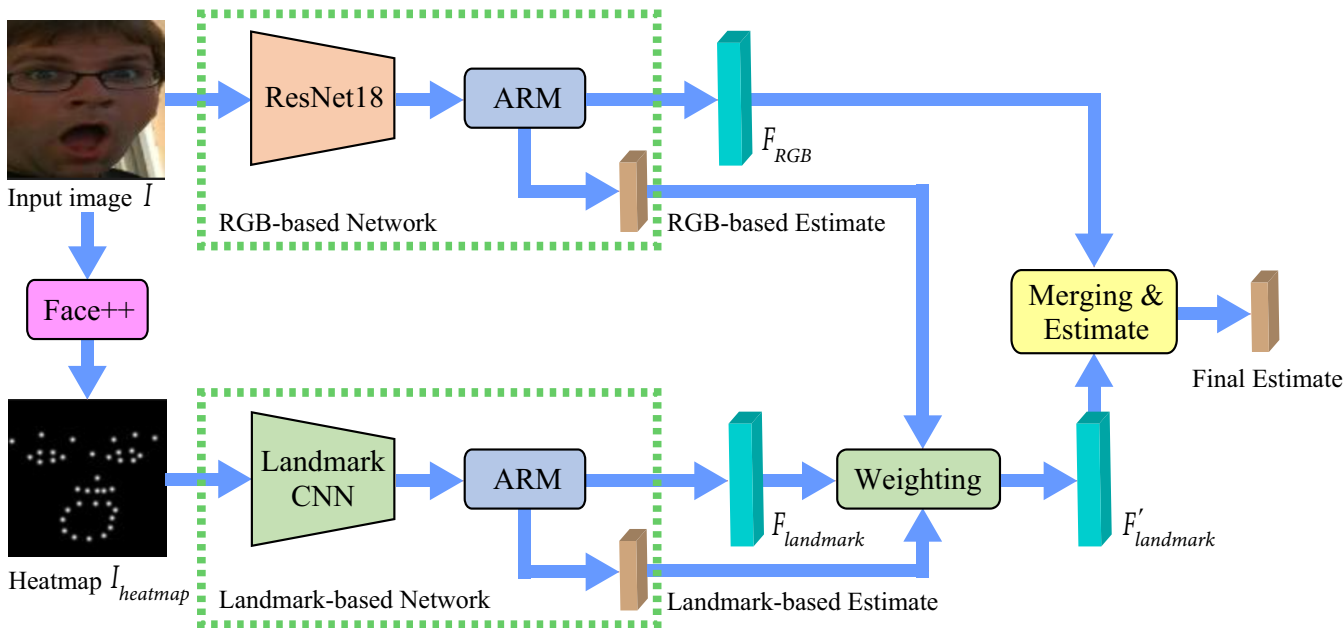 ResNet18
ARM
F_RGB
Input image I
RGB-based Network
RGB-based Estimate
Face++
Merging &
Estimate
Final Estimate
Landmark
CNN
ARM
Weighting
F_landmark
F'_landmark
Heatmap I_heatmap
Landmark-based Network
Landmark-based Estimate